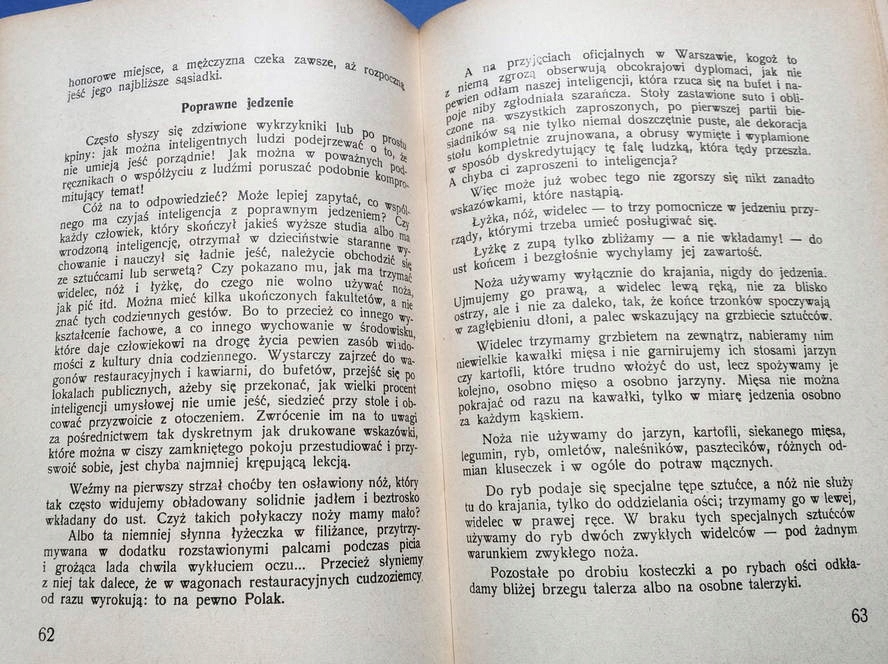 honorowe miejsce, a mężczyzna czeka zawsze, aż rozpoczną
jeść jego najbliższe sąsiadki.
Poprawne jedzenie
Często słyszy się zdziwione wykrzykniki lub po prostu
kpiny: jak można inteligentnych ludzi podejrzewać o to, że
nie umieją jeść porządnie! Jak można w poważnych pod-
ręcznikach o współżyciu z ludźmi poruszać podobnie kompro-
mitujący temat!
Cóż na to odpowiedzieć? Może lepiej zapytać, co wspól-
nego ma czyjaś inteligencja z poprawnym jedzeniem? Czy
każdy człowiek, który skończył jakieś wyższe studia albo ma
wrodzoną inteligencję, otrzymał w dzieciństwie staranne wy-
chowanie i nauczył się ładnie jeść, należycie obchodzić się
ze sztućcami lub serwetą? Czy pokazano mu, jak ma trzymać
widelec, nóż i łyżkę, do czego nie wolno używać noża,
jak pić itd. Można mieć kilka ukończonych fakultetów, a nie
znać tych codziennych gestów. Bo to przecież co innego wy-
kształcenie fachowe, a co innego wychowanie w środowisku,
które daje człowiekowi na drogę życia pewien zasób wiado-
mości z kultury dnia codziennego. Wystarczy zajrzeć do wa-
gonów restauracyjnych i kawiarni, do bufetów, przejść się po
lokalach publicznych, ażeby się przekonać, jak wielki procent
inteligencji umysłowej nie umie jeść, siedzieć przy stole i ob-
cować przyzwoicie z otoczeniem. Zwrócenie im na to uwagi
za pośrednictwem tak dyskretnym jak drukowane wskazówki,
które można w ciszy zamkniętego pokoju przestudiować i przy-
swoić sobie, jest chyba najmniej krępującą lekcją.
Weźmy na pierwszy strzał choćby ten osławiony nóż, który
tak często widujemy obładowany solidnie jadłem i beztrosko
wkładany do ust. Czyż takich połykaczy noży mamy mało?
Albo ta niemniej słynna łyżeczka w filiżance, przytrzy-
mywana w dodatku rozstawionymi palcami podczas picia
i grożąca lada chwila wykłuciem oczu... Przecież słyniemy
z niej tak dalece, że w wagonach restauracyjnych cudzoziemcy
od razu wyrokują: to na pewno Polak.
62
A na przyjęciach oficjalnych w Warszawie, kogoż to
z niemą zgrozą obserwują obcokrajowi dyplomaci, jak nie
pewien odłam naszej inteligencji, która rzuca się na bufet i na-
poje niby zgłodniała szarańcza. Stoły zastawione suto i obli-
czone na wszystkich zaproszonych, po pierwszej partii bie-
siadników są nie tylko niemal doszczętnie puste, ale dekoracja
stołu kompletnie zrujnowana, a obrusy wymięte i wyplamione
w sposób dyskredytujący tę falę ludzką, która tędy przeszła.
A chyba ci zaproszeni to inteligencja?
Więc może już wobec tego nie zgorszy się nikt zanadto
wskazówkami, które nastąpią.
Łyżka, nóż, widelec — to trzy pomocnicze w jedzeniu przy-
rządy, którymi trzeba umieć posługiwać się.
Łyżkę z zupą tylko zbliżamy — a nie wkładamy! — do
ust końcem i bezgłośnie wychylamy jej zawartość.
Noża używamy wyłącznie do krajania, nigdy do jedzenia.
Ujmujemy go prawą, a widelec lewą ręką, nie za blisko
ostrzy, ale i nie za daleko, tak, że końce trzonków spoczywają
w zagłębieniu dłoni, a palec wskazujący na grzbiecie sztućców.
Widelec trzymamy grzbietem na zewnątrz, nabieramy nim
niewielkie kawałki mięsa i nie garnirujemy ich stosami jarzyn
czy kartofli, które trudno włożyć do ust, lecz spożywamy je
kolejno, osobno mięso a osobno jarzyny. Mięsa nie można
pokrajać od razu na kawałki, tylko w miarę jedzenia osobno
za każdym kąskiem.
Noża nie używamy do jarzyn, kartofli, siekanego mięsa,
legumin, ryb, omletów, naleśników, pasztecików, różnych od-
mian kluseczek i w ogóle do potraw mącznych.
Do ryb podaje się specjalne tępe sztućce, a nóż nie służy
tu do krajania, tylko do oddzielania ości; trzymamy go w lewej,
widelec w prawej ręce. W braku tych specjalnych sztućców
używamy do ryb dwóch zwykłych widelców — pod żadnym
warunkiem zwykłego noża.
Pozostałe po drobiu kosteczki a po rybach ości odkła-
damy bliżej brzegu talerza albo na osobne talerzyki.
63